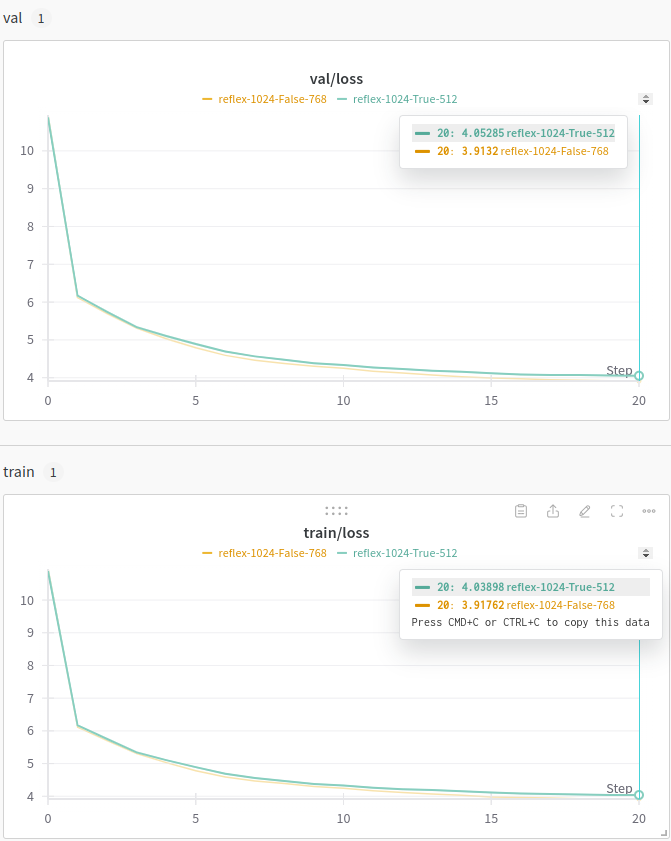 val 1
val/loss
reflex-1024-False-768 reflex-1024-True-512
20: 4.05285 reflex-1024-True-512
20: 3.9132 reflex-1024-False-768
10
9
8
7
6
5
4
Step
0 5 10 15 20
train 1
train/loss
reflex-1024-False-768 reflex-1024-True-512
20: 4.03898 reflex-1024-True-512
20: 3.91762 reflex-1024-False-768
Press CMD+C or CTRL+C to copy this data
10
9
8
7
6
5
4
Step
0 5 10 15 20